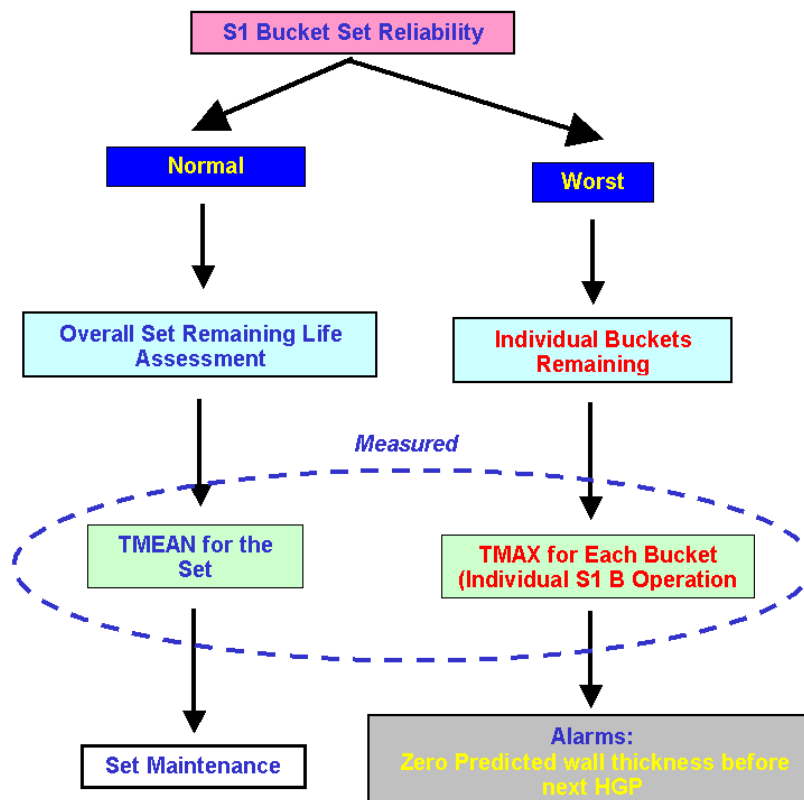 S1 Bucket Set Reliability
Normal
Worst
Overall Set Remaining Life
Assessment
Individual Buckets
Remaining
Measured
TMEAN for the
Set
TMAX for Each Bucket
(Individual S1 B Operation
Set Maintenance
Alarms:
Zero Predicted wall thickness before
next HGP